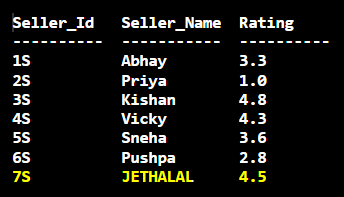 Seller_Id Seller_Name Rating
---------- ----------- ----------
1S Abhay 3.3
2S Priya 1.0
3S Kishan 4.8
4S Vicky 4.3
5S Sneha 3.6
6S Pushpa 2.8
7S JETHALAL 4.5